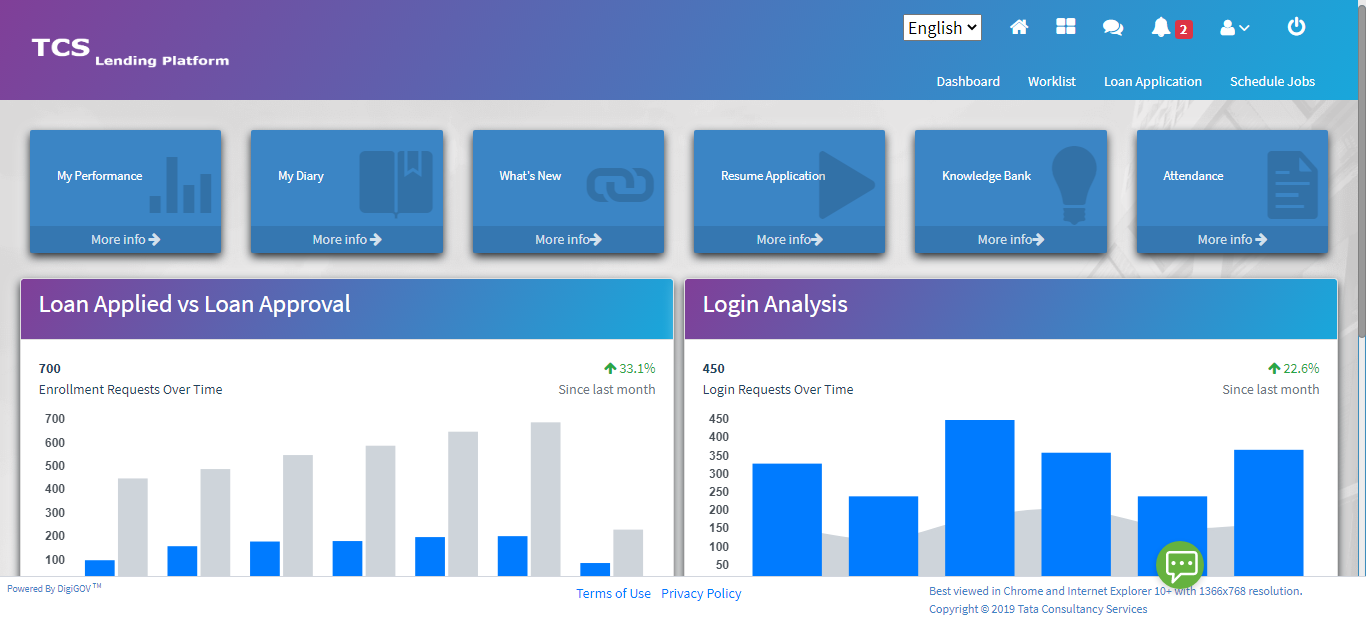 English
TCS Lending Platform
2
Dashboard Worklist Loan Application Schedule Jobs
My Performance
More info
My Diary
More info
What's New
More info
Resume Application
More info
Knowledge Bank
More info
Attendance
More info
Loan Applied vs Loan Approval
700
33.1%
Enrollment Requests Over Time
Since last month
700
600
500
400
300
200
100
Login Analysis
450
22.6%
Login Requests Over Time
Since last month
450
400
350
300
250
200
150
100
50
Powered By DigiGOV TM
Terms of Use Privacy Policy
Best viewed in Chrome and Internet Explorer 10+ with 1366x768 resolution.
Copyright © 2019 Tata Consultancy Services